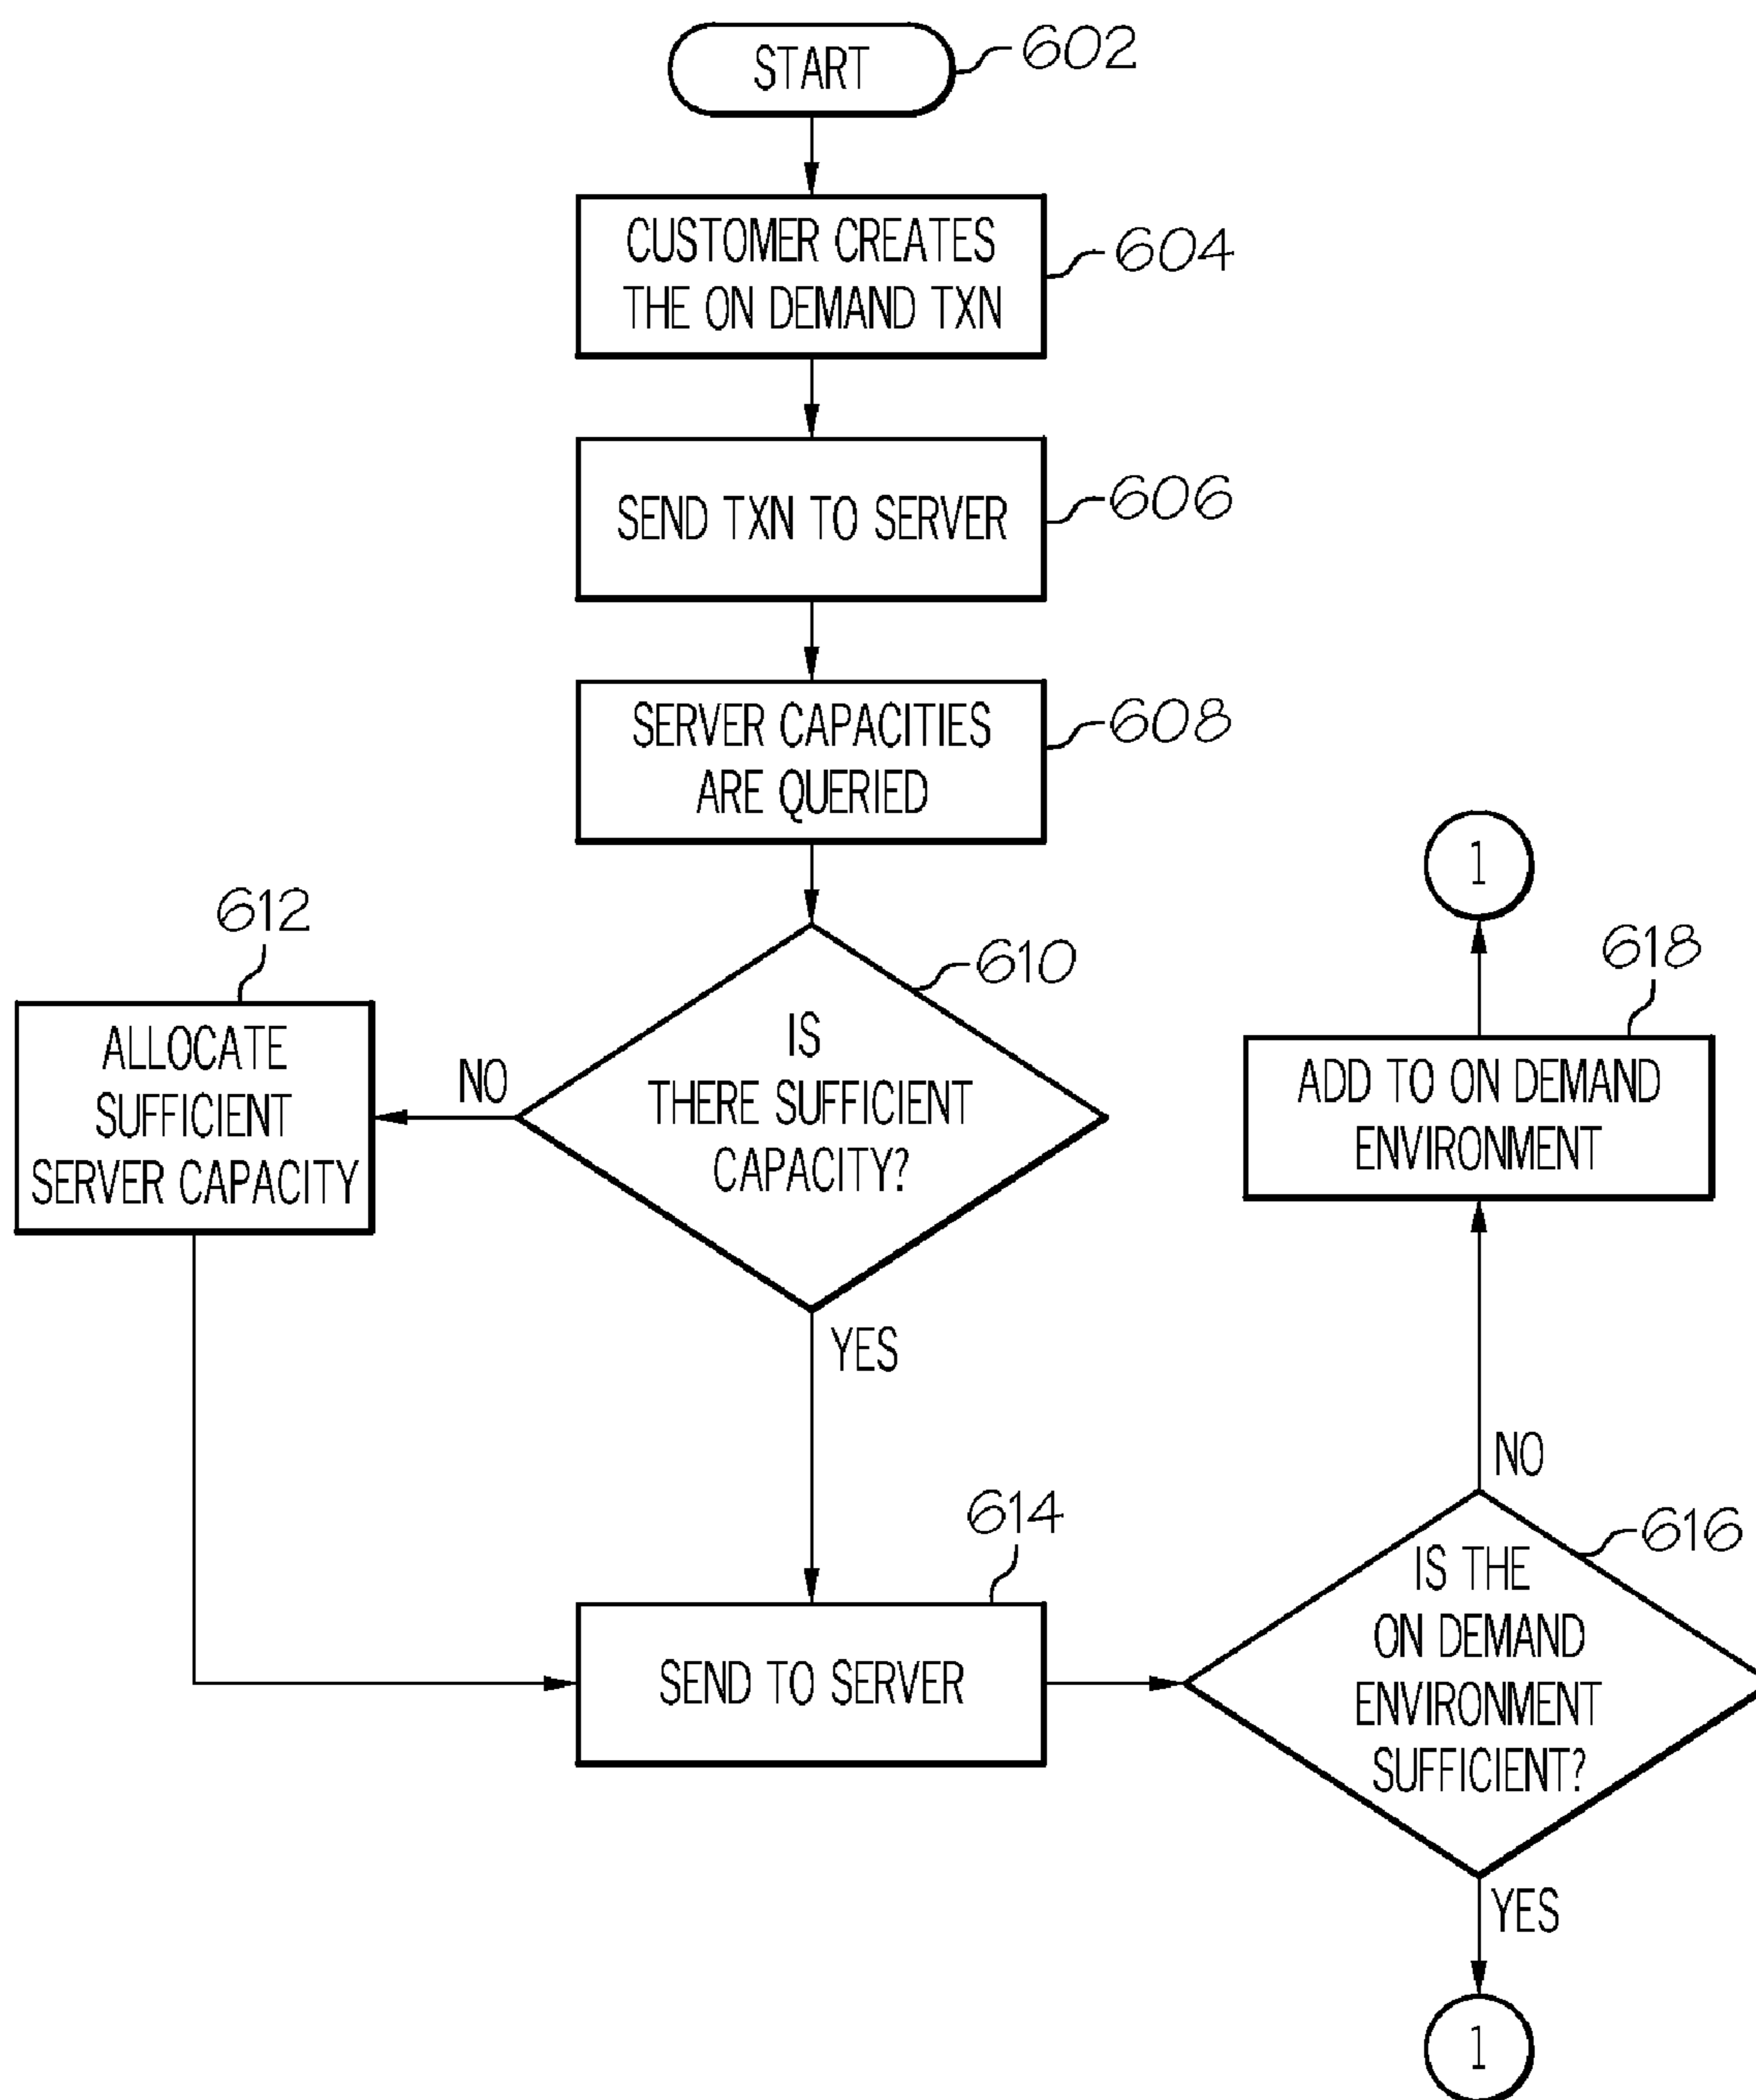 START
602
CUSTOMER CREATES
THE ON DEMAND TXN
604
SEND TXN TO SERVER
606
SERVER CAPACITIES
ARE QUERIED
608
612
ALLOCATE
SUFFICIENT
SERVER CAPACITY
NO
610
IS
THERE SUFFICIENT
CAPACITY?
YES
614
SEND TO SERVER
1
618
ADD TO ON DEMAND
ENVIRONMENT
NO
616
IS THE
ON DEMAND
ENVIRONMENT
SUFFICIENT?
YES
1